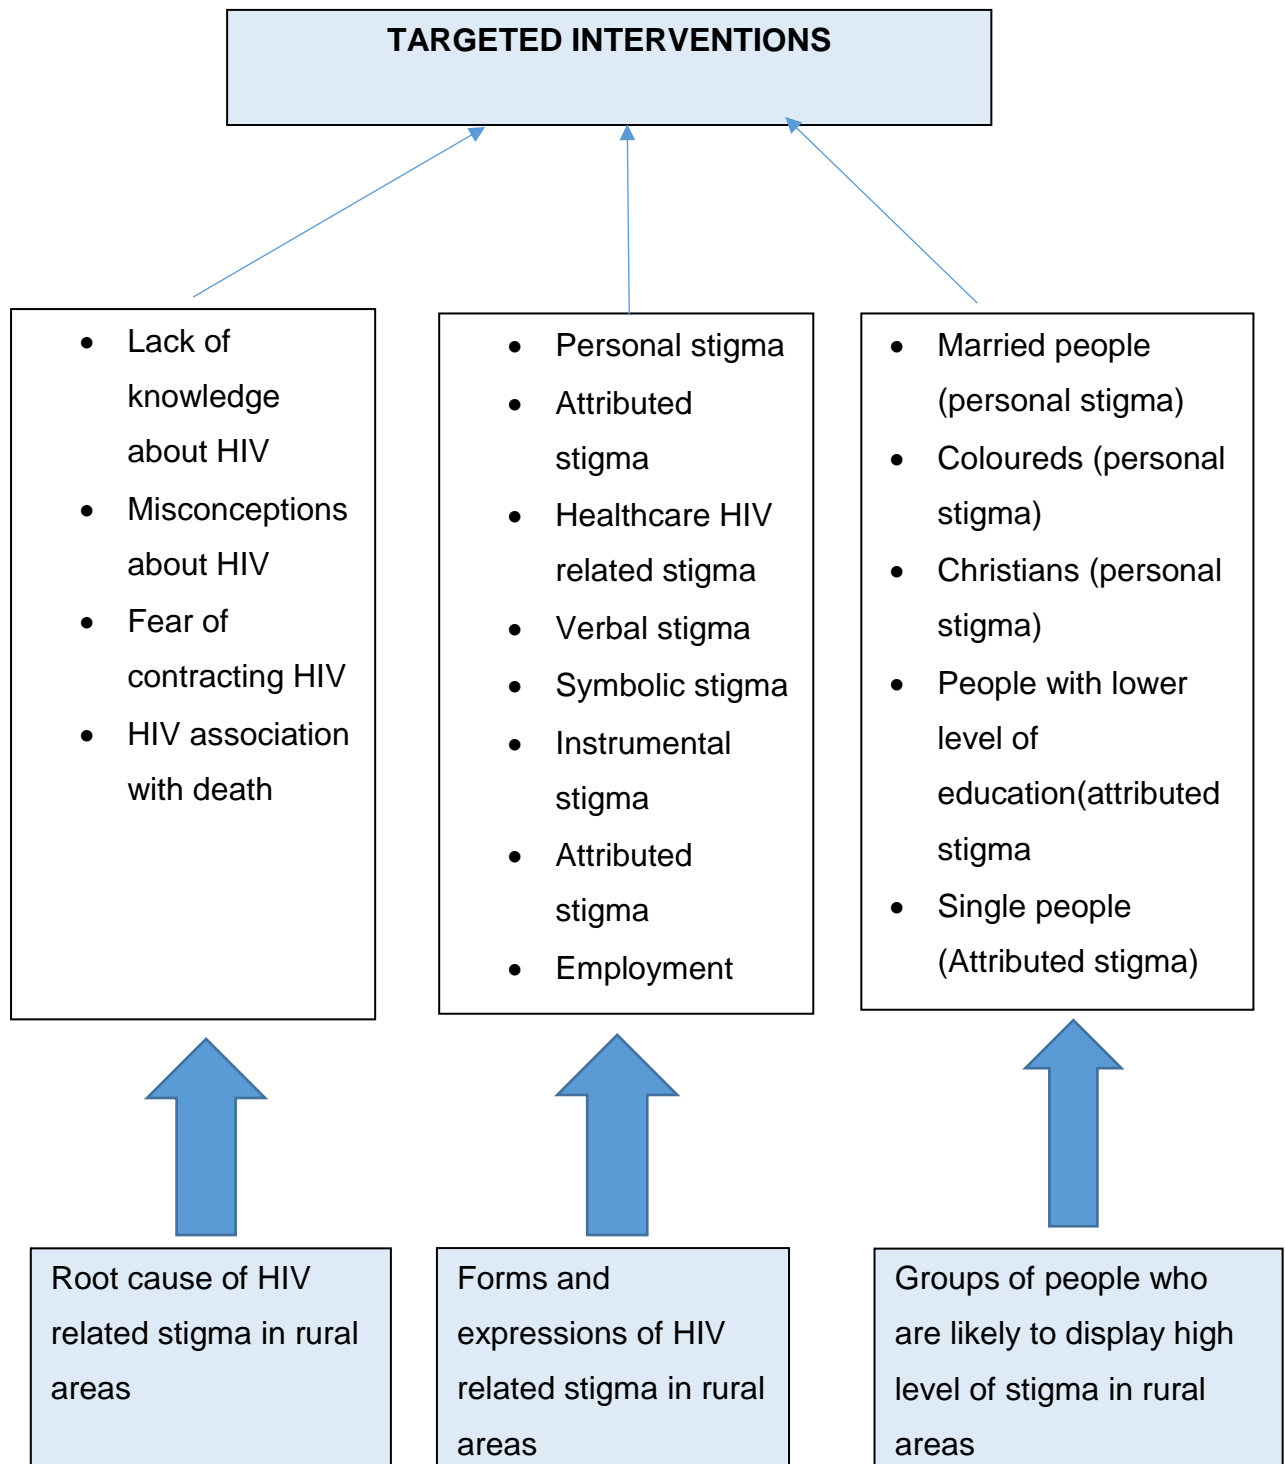 TARGETED INTERVENTIONS
• Lack of
knowledge
about HIV
• Misconceptions
about HIV
• Fear of
contracting HIV
• HIV association
with death
• Personal stigma
• Attributed
stigma
• Healthcare HIV
related stigma
• Verbal stigma
• Symbolic stigma
• Instrumental
stigma
• Attributed
stigma
• Employment
• Married people
(personal stigma)
• Coloureds (personal
stigma)
• Christians (personal
stigma)
• People with lower
level of
education(attributed
stigma
• Single people
(Attributed stigma)
Root cause of HIV
related stigma in rural
areas
Forms and
expressions of HIV
related stigma in rural
areas
Groups of people who
are likely to display high
level of stigma in rural
areas